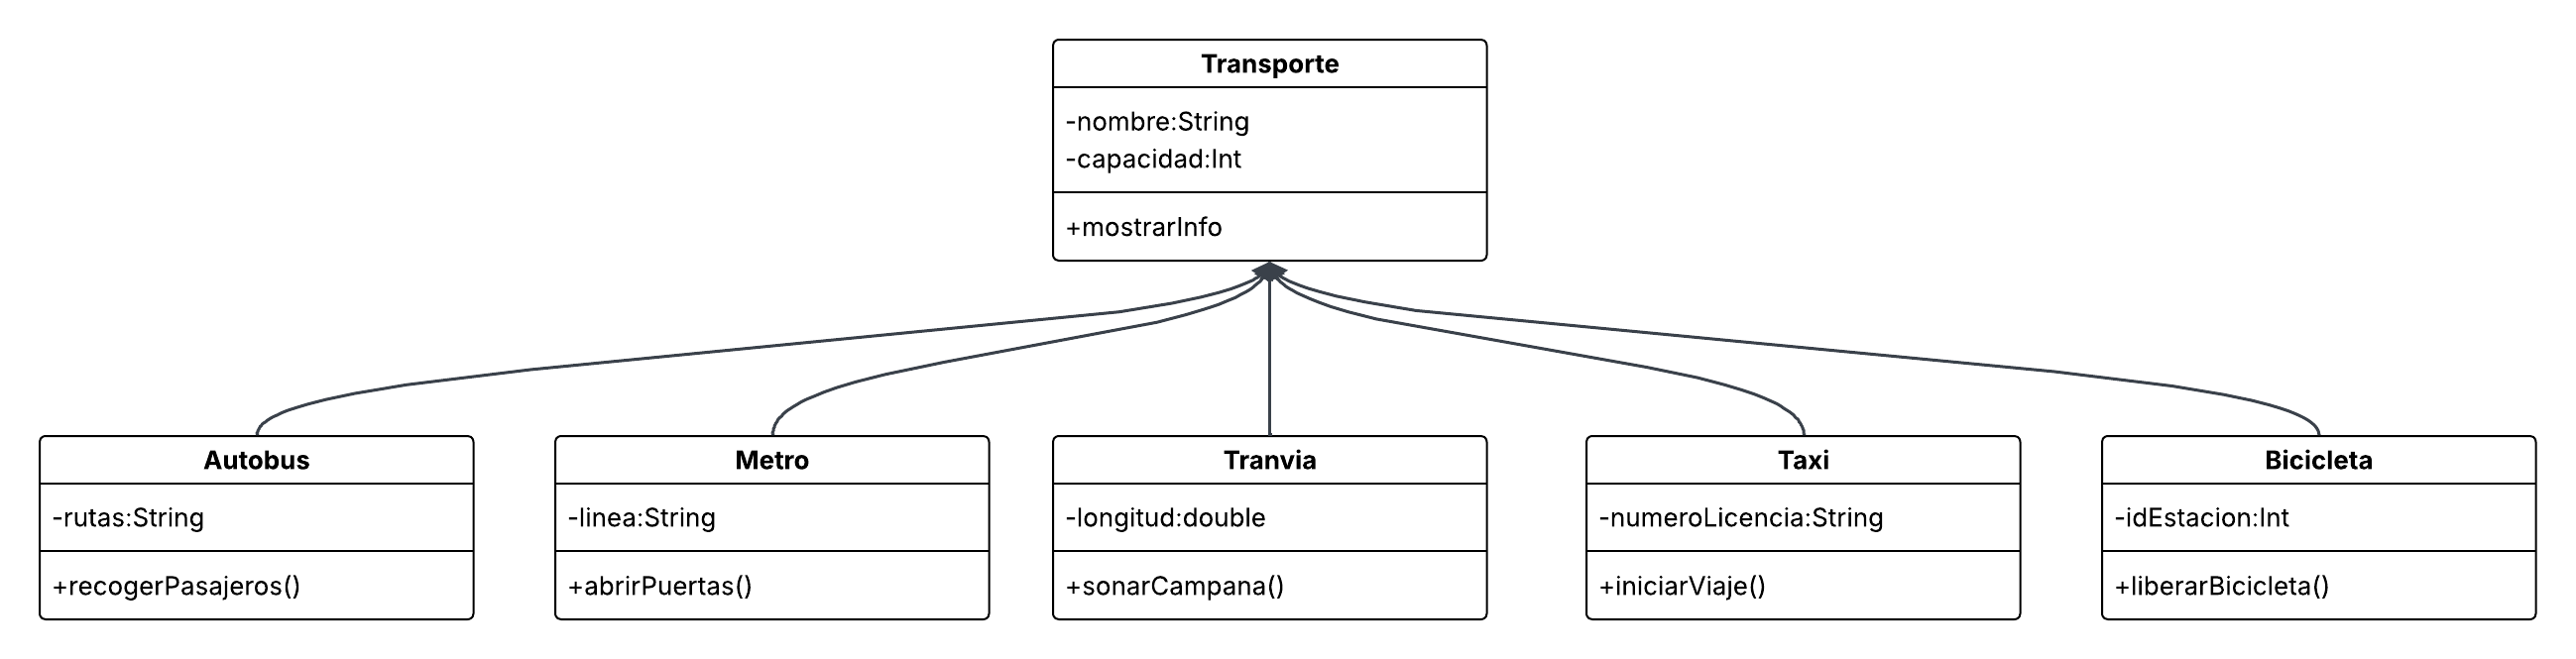 Transporte
-nombre:String
-capacidad:Int
+mostrarInfo
Autobus
-rutas:String
+recogerPasajeros()
Metro
-linea:String
+abrirPuertas()
Tranvia
-longitud:double
+sonarCampana()
Taxi
-numeroLicencia:String
+iniciarViaje()
Bicicleta
-idEstacion:Int
+liberarBicicleta()